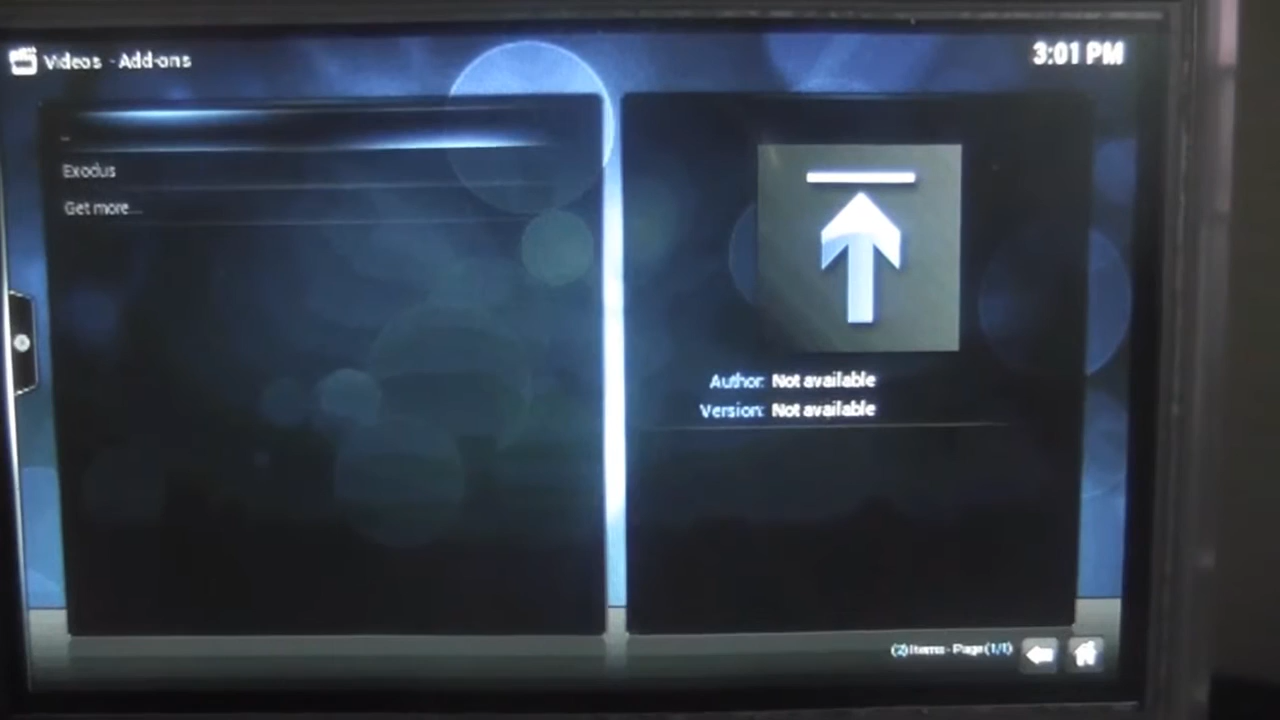 Videos - Add-ons
3:01 PM
..
Exodus
Get more...
Author: Not available
Version: Not available
(2) Items - Page (1/1)